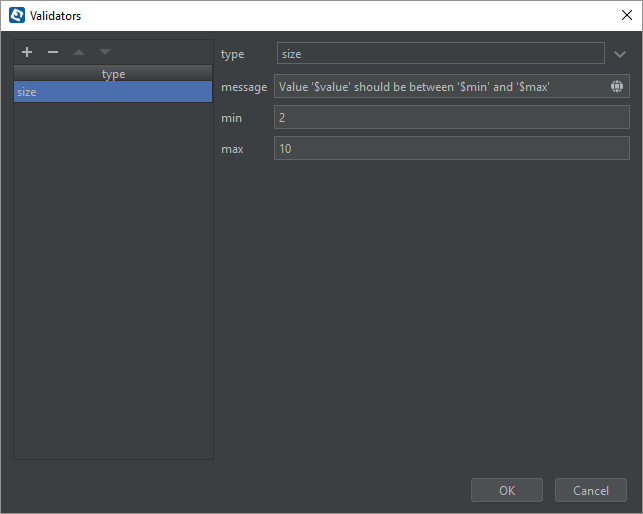 Validators
type
size
type size
message Value '$value' should be between '$min' and '$max'
min 2
max 10
OK Cancel